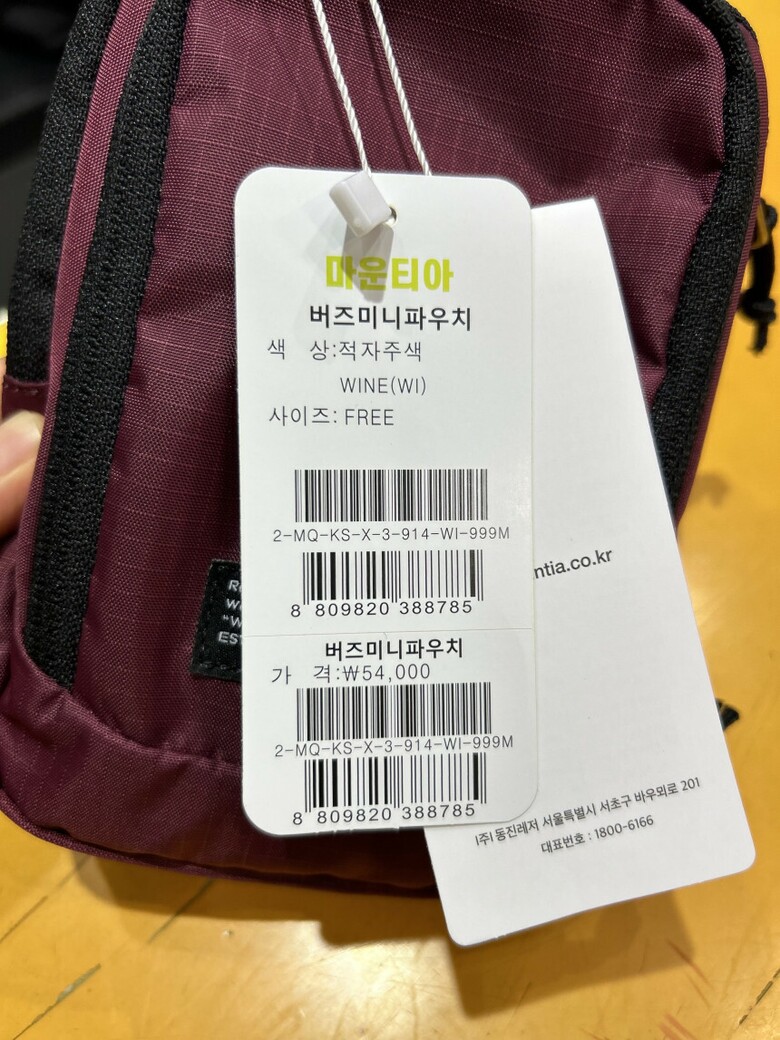 마운티아
버즈미니파우치
색 상:적자주색
WINE(WI)
사이즈: FREE
2-MQ-KS-X-3-914-WI-999M
8 809820 388785
버즈미니파우치
가 격:₩54,000
2-MQ-KS-X-3-914-WI-999M
8 809820 388785
ntia.co.kr
(주)동진레저 서울특별시 서초구 바우뫼로 201
대표번호 : 1800-6166